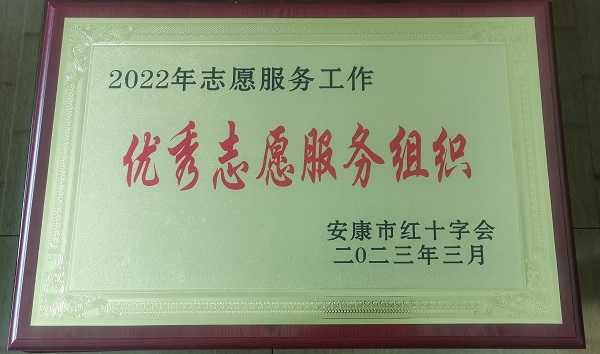 2022年志愿服务工作
优秀志愿服务组织
安康市红十字会
二〇二三年三月